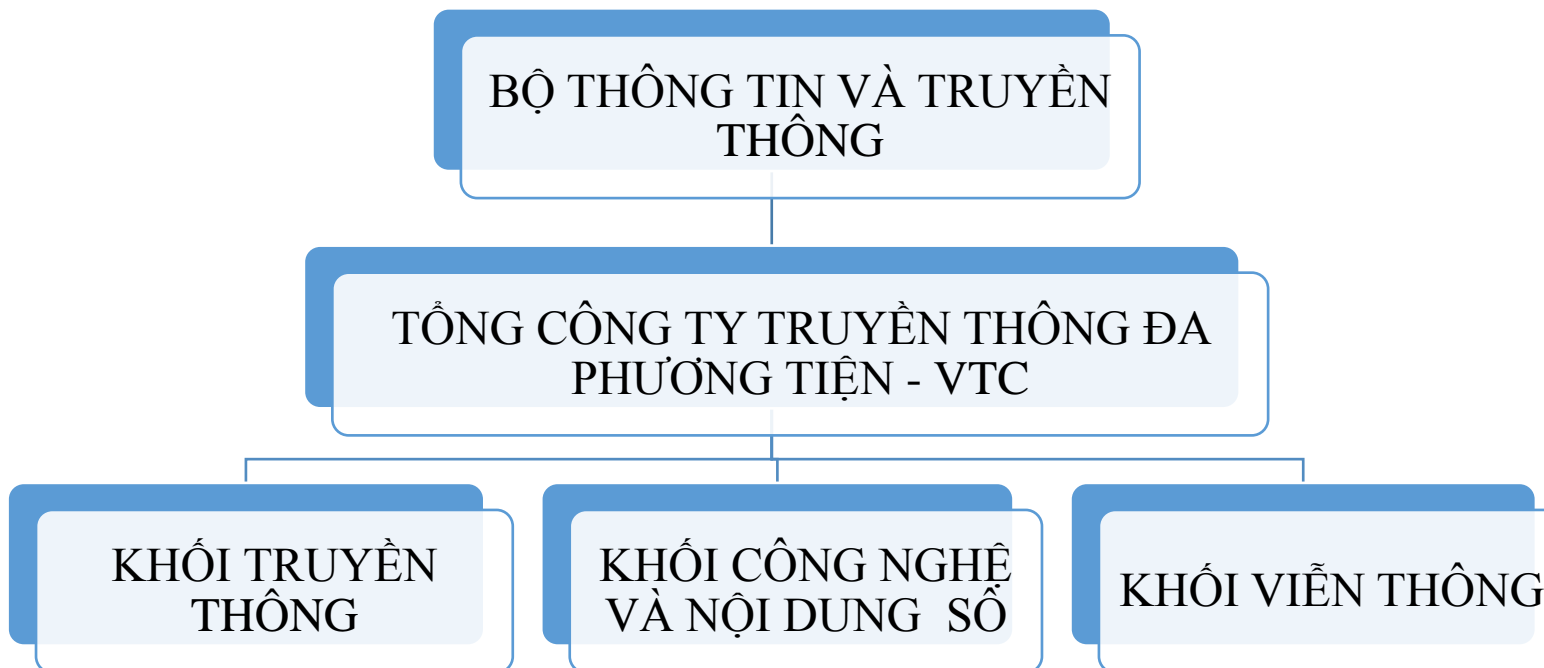 BỘ THÔNG TIN VÀ TRUYỀN
THÔNG
TỔNG CÔNG TY TRUYỀN THÔNG ĐA
PHƯƠNG TIỆN - VTC
KHỐI TRUYỀN
THÔNG
KHỐI CÔNG NGHỆ
VÀ NỘI DUNG SỐ
KHỐI VIỄN THÔNG